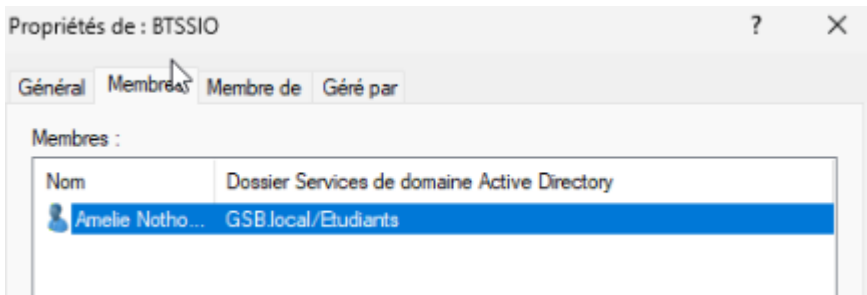 Propriétés de : BTSSIO ? ×
Général Membres Membre de Géré par
Membres :
Nom Dossier Services de domaine Active Directory
Amelie Notho... GSB.local/Etudiants